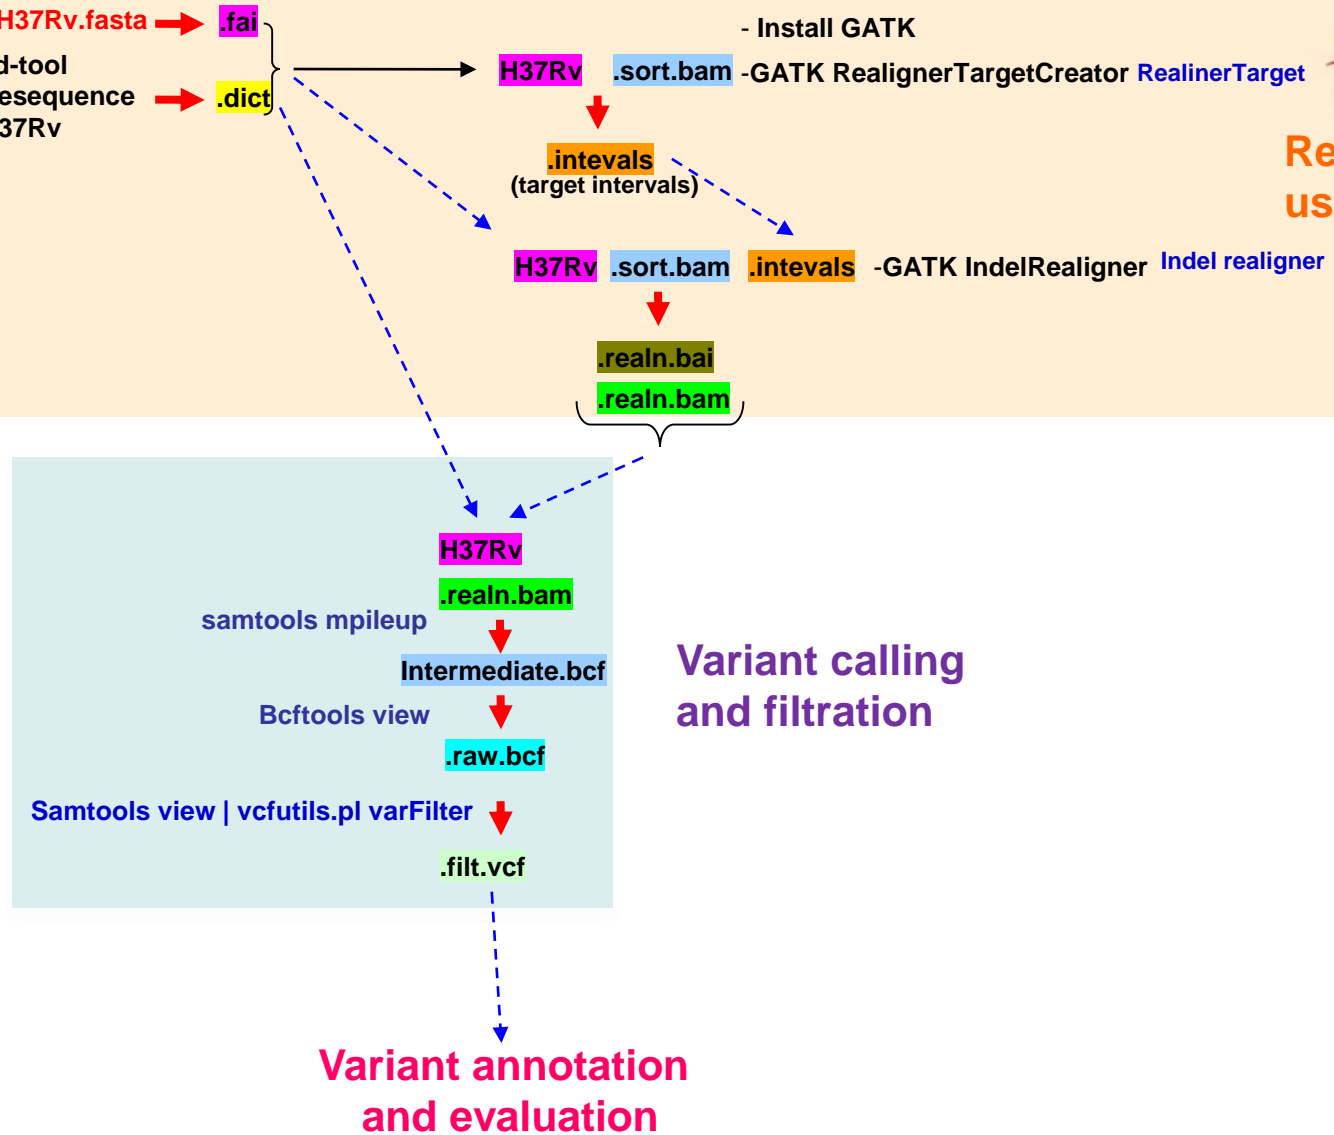 H37Rv.fasta
.fai
- Install GATK
d-tool
esequence
37Rv
.dict
H37Rv .sort.bam -GATK RealignerTargetCreator RealinerTarget
.intevals
(target intervals)
Re
us
H37Rv .sort.bam .intevals -GATK IndelRealigner Indel realigner
.realn.bai
.realn.bam
H37Rv
.realn.bam
samtools mpileup
Intermediate.bcf
Bcftools view
.raw.bcf
Samtools view | vcfutils.pl varFilter
.filt.vcf
Variant calling
and filtration
Variant annotation
and evaluation